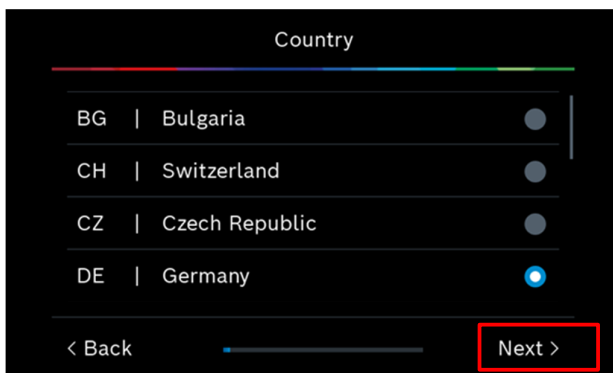 Country
BG | Bulgaria
CH | Switzerland
CZ | Czech Republic
DE | Germany
< Back Next >